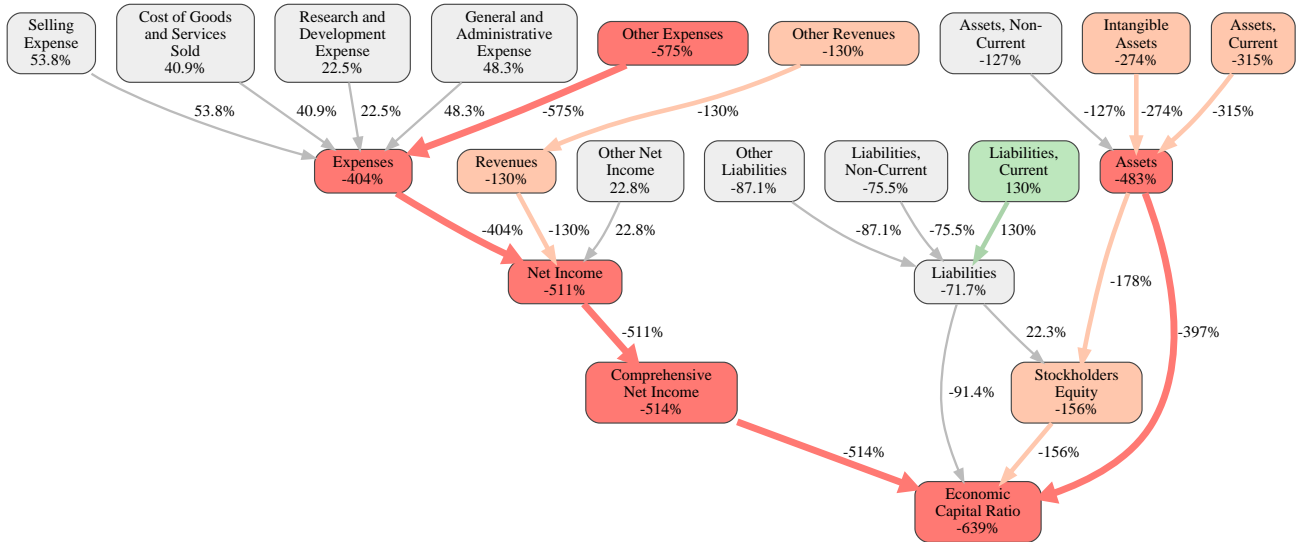 Selling
Expense
53.8%
Cost of Goods
and Services
Sold
40.9%
Research and
Development
Expense
22.5%
General and
Administrative
Expense
48.3%
Other Expenses
-575%
Other Revenues
-130%
Assets, Non-
Current
-127%
Intangible
Assets
-274%
Assets,
Current
-315%
53.8%
40.9%
22.5%
48.3%
-575%
-130%
-127%
-274%
-315%
Expenses
-404%
Revenues
-130%
Other Net
Income
22.8%
Other
Liabilities
-87.1%
Liabilities,
Non-Current
-75.5%
Liabilities,
Current
130%
Assets
-483%
-404%
-130%
22.8%
-87.1%
-75.5%
130%
-178%
Net Income
-511%
Liabilities
-71.7%
-511%
22.3%
-397%
Comprehensive
Net Income
-514%
-91.4%
Stockholders
Equity
-156%
-514%
-156%
Economic
Capital Ratio
-639%